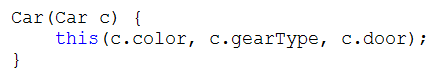 Car(Car c) {
    this(c.color, c.gearType, c.door);
}